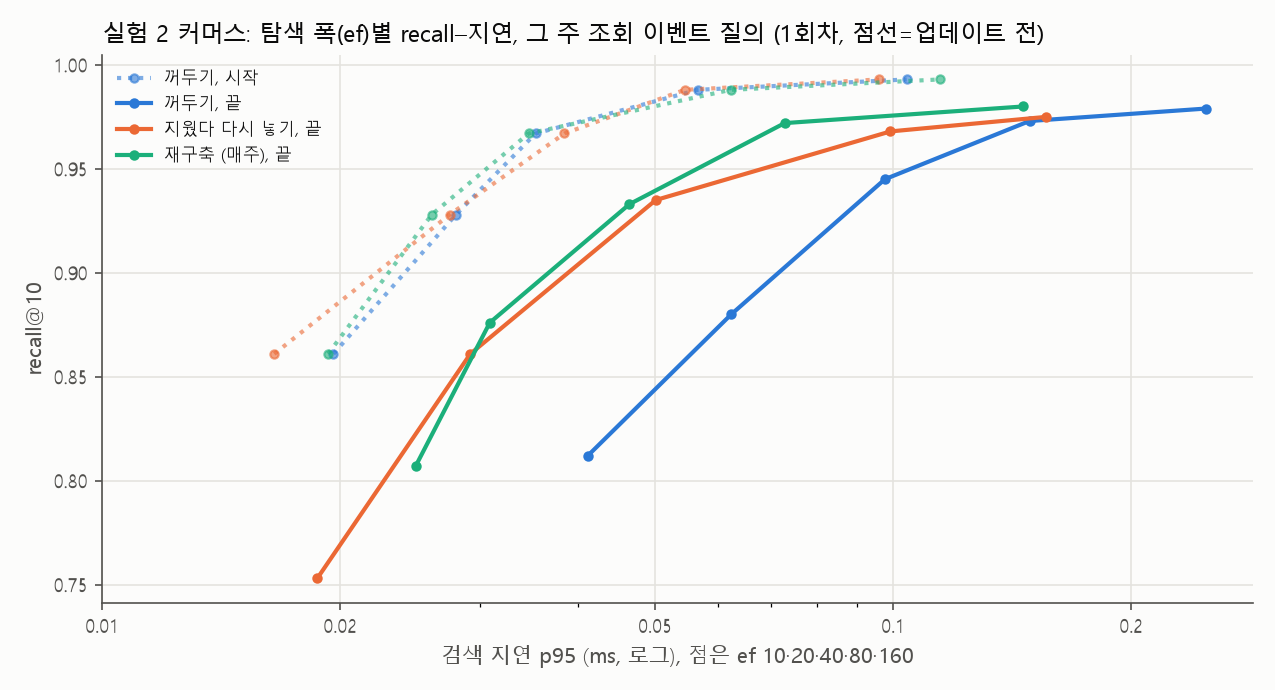 실험 2 커머스: 탐색 폭(ef)별 recall–지연, 그 주 조회 이벤트 질의 (1회차, 점선=업데이트 전)
꺼두기, 시작
꺼두기, 끝
지웠다 다시 넣기, 끝
재구축 (매주), 끝
recall@10
1.00
0.95
0.90
0.85
0.80
0.75
0.01
0.02
0.05
0.1
0.2
검색 지연 p95 (ms, 로그), 점은 ef 10·20·40·80·160